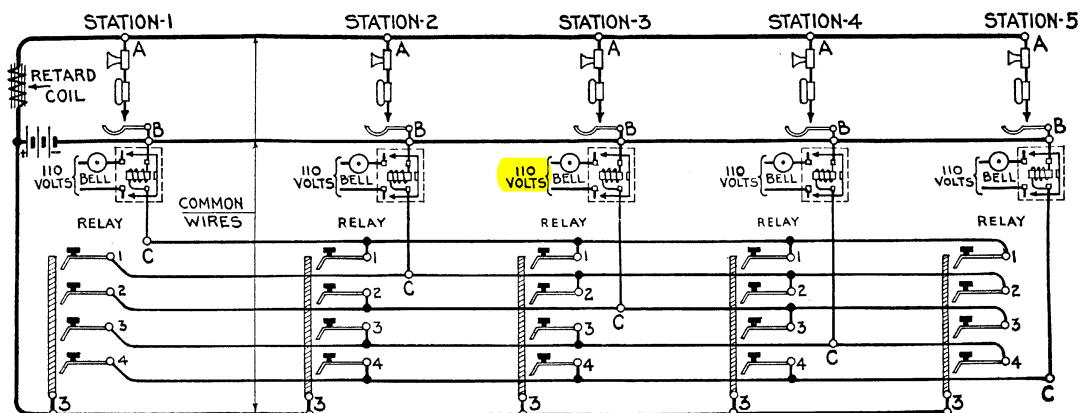 STATION-1 STATION-2 STATION-3 STATION-4 STATION-5
A A A A A
RETARD
COIL
B B B B B
+ -
110
VOLTS BELL
110
VOLTS BELL
110
VOLTS BELL
110
VOLTS BELL
110
VOLTS BELL
COMMON
WIRES
RELAY RELAY RELAY RELAY RELAY
C
1 1 1 1 1
C
2 2 2 2 2
C
3 3 3 3 3
C
4 4 4 4 4
C
3 3 3 3 3